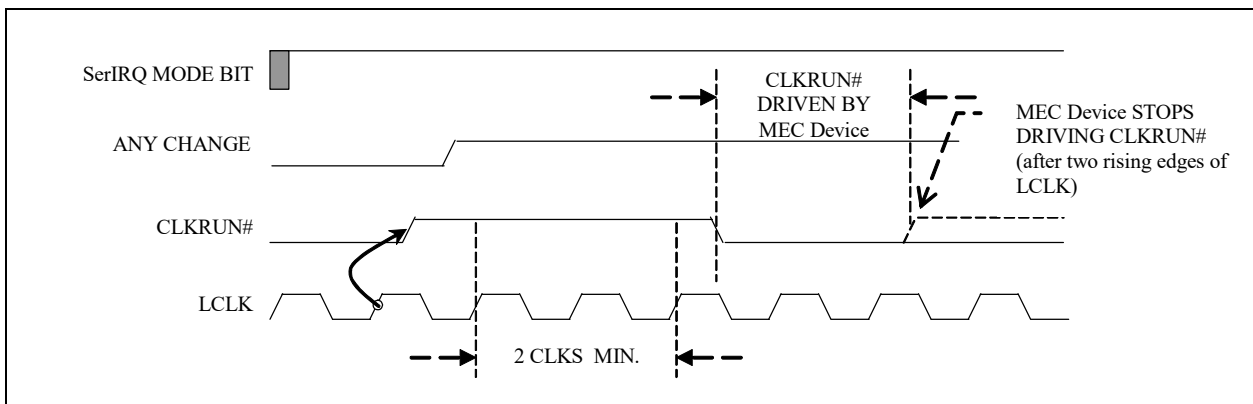 SerIRQ MODE BIT
CLKRUN#
DRIVEN BY
MEC Device
MEC Device STOPS
DRIVING CLKRUN#
(after two rising edges of
LCLK)
ANY CHANGE
CLKRUN#
LCLK
2 CLKS MIN.